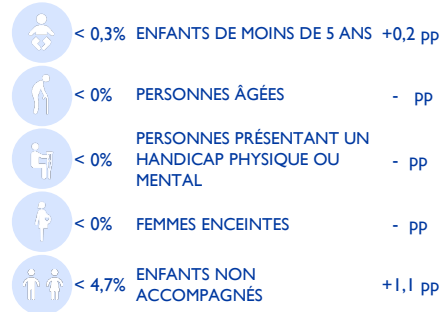 < 0,3% ENFANTS DE MOINS DE 5 ANS +0,2 pp
< 0% PERSONNES ÂGÉES - pp
PERSONNES PRÉSENTANT UN
< 0% HANDICAP PHYSIQUE OU - pp
MENTAL
< 0% FEMMES ENCEINTES - pp
< 4,7% ENFANTS NON +1,1 pp
ACCOMPAGNÉS